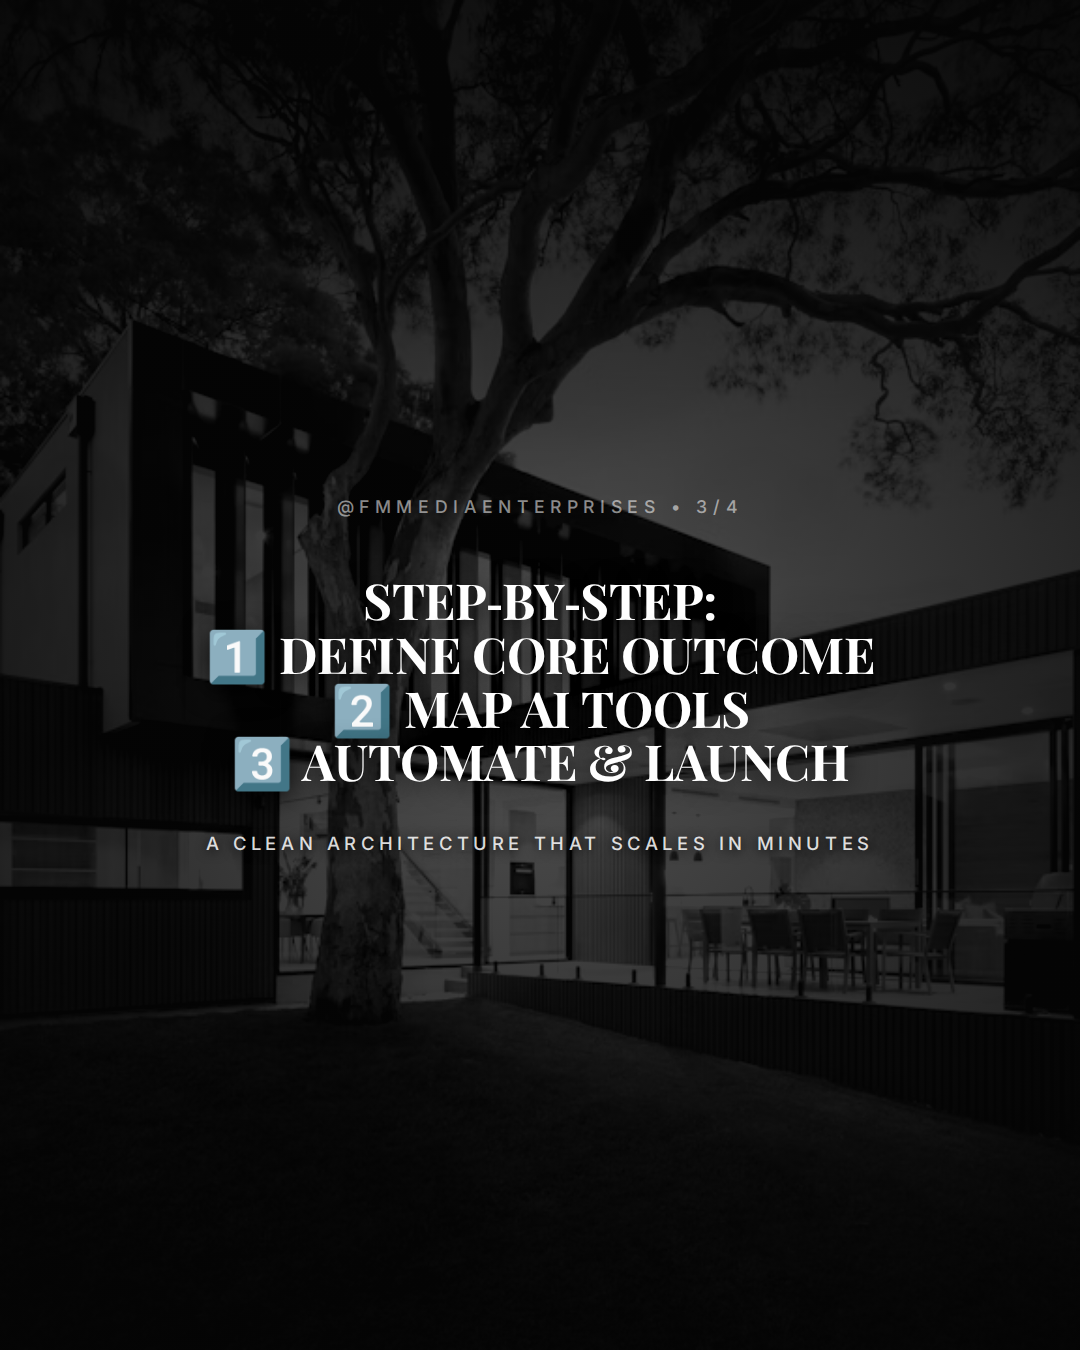 @FMMEDIAENTERPRISES • 3/4
STEP-BY-STEP:
1️⃣ DEFINE CORE OUTCOME
2️⃣ MAP AI TOOLS
3️⃣ AUTOMATE & LAUNCH
A CLEAN ARCHITECTURE THAT SCALES IN MINUTES